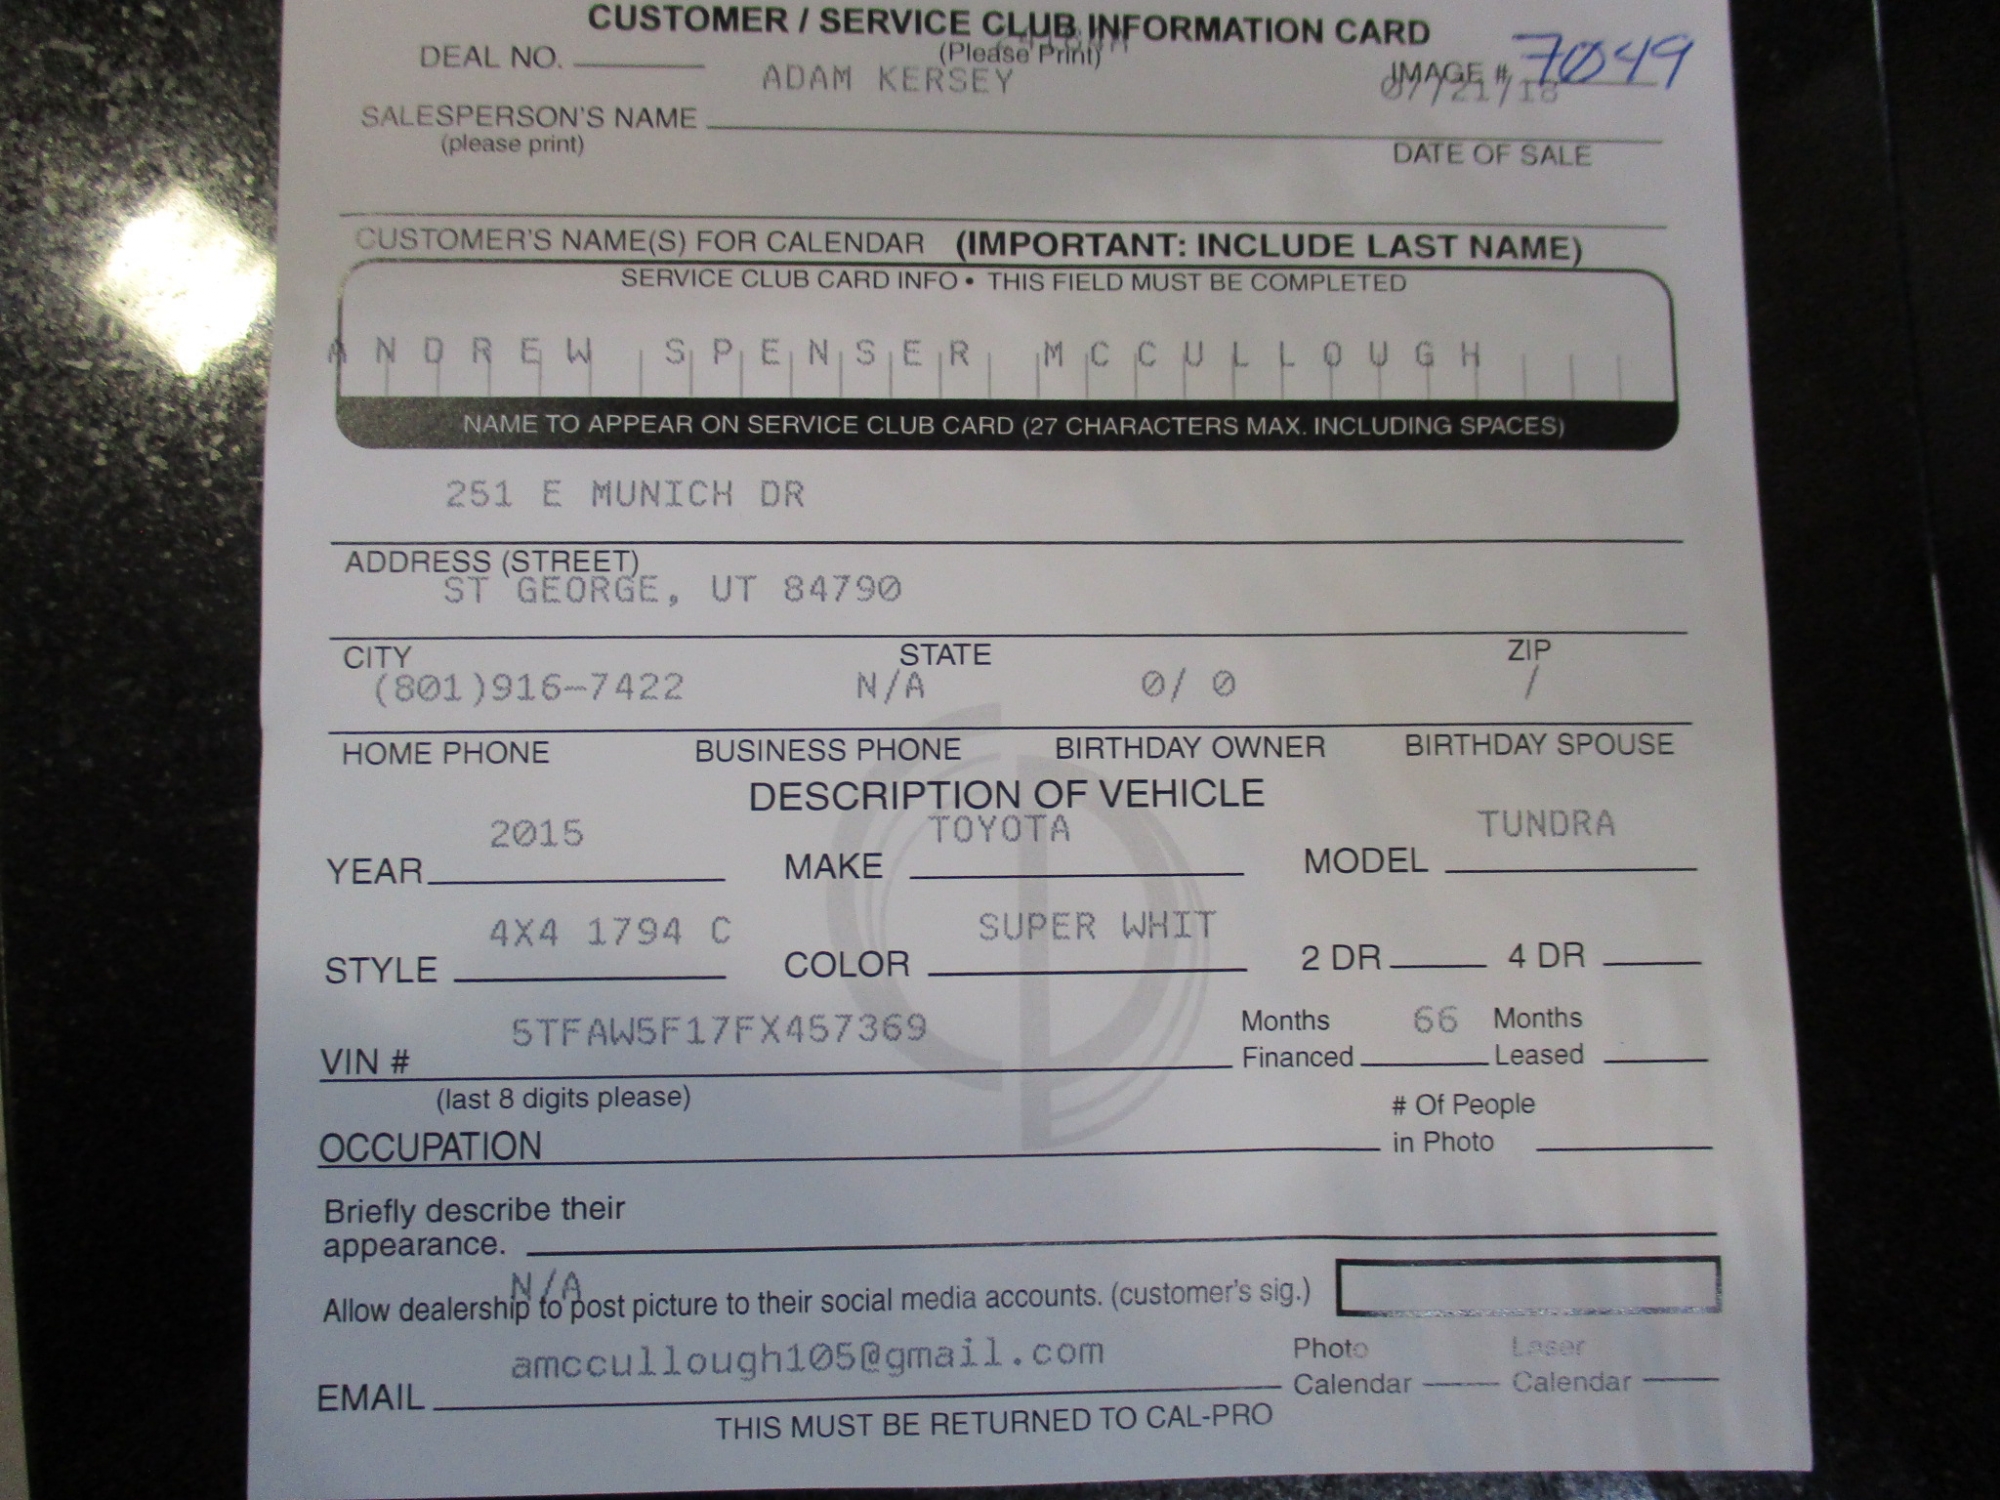 CUSTOMER / SERVICE CLUB INFORMATION CARD
DEAL NO. (Please Print) IMAGE # 7049
ADAM KERSEY 07/21/18
SALESPERSON'S NAME
(please print) DATE OF SALE
CUSTOMER'S NAME(S) FOR CALENDAR (IMPORTANT: INCLUDE LAST NAME)
SERVICE CLUB CARD INFO • THIS FIELD MUST BE COMPLETED
ANDREW SPENSER MCCULLOUGH
NAME TO APPEAR ON SERVICE CLUB CARD (27 CHARACTERS MAX. INCLUDING SPACES)
251 E MUNICH DR
ADDRESS (STREET)
ST GEORGE, UT 84790
CITY STATE ZIP
(801)916-7422 N/A 0/ 0 /
HOME PHONE BUSINESS PHONE BIRTHDAY OWNER BIRTHDAY SPOUSE
DESCRIPTION OF VEHICLE
2015 TOYOTA TUNDRA
YEAR MAKE MODEL
4X4 1794 C SUPER WHIT
STYLE COLOR 2 DR 4 DR
5TFAW5F17FX457369 Months 66 Months
VIN # Financed Leased
(last 8 digits please) # Of People
OCCUPATION in Photo
Briefly describe their
appearance.
N/A
Allow dealership to post picture to their social media accounts. (customer's sig.)
amccullough105@gmail.com Photo Laser
EMAIL Calendar Calendar
THIS MUST BE RETURNED TO CAL-PRO